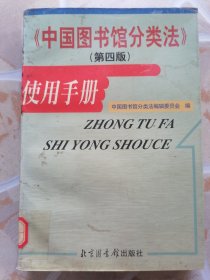 《中国图书馆分类法》
(第四版)
使用手册
中国图书馆分类法编辑委员会 编
ZHONG TU FA
SHI YONG SHOUCE
北京图书馆出版社